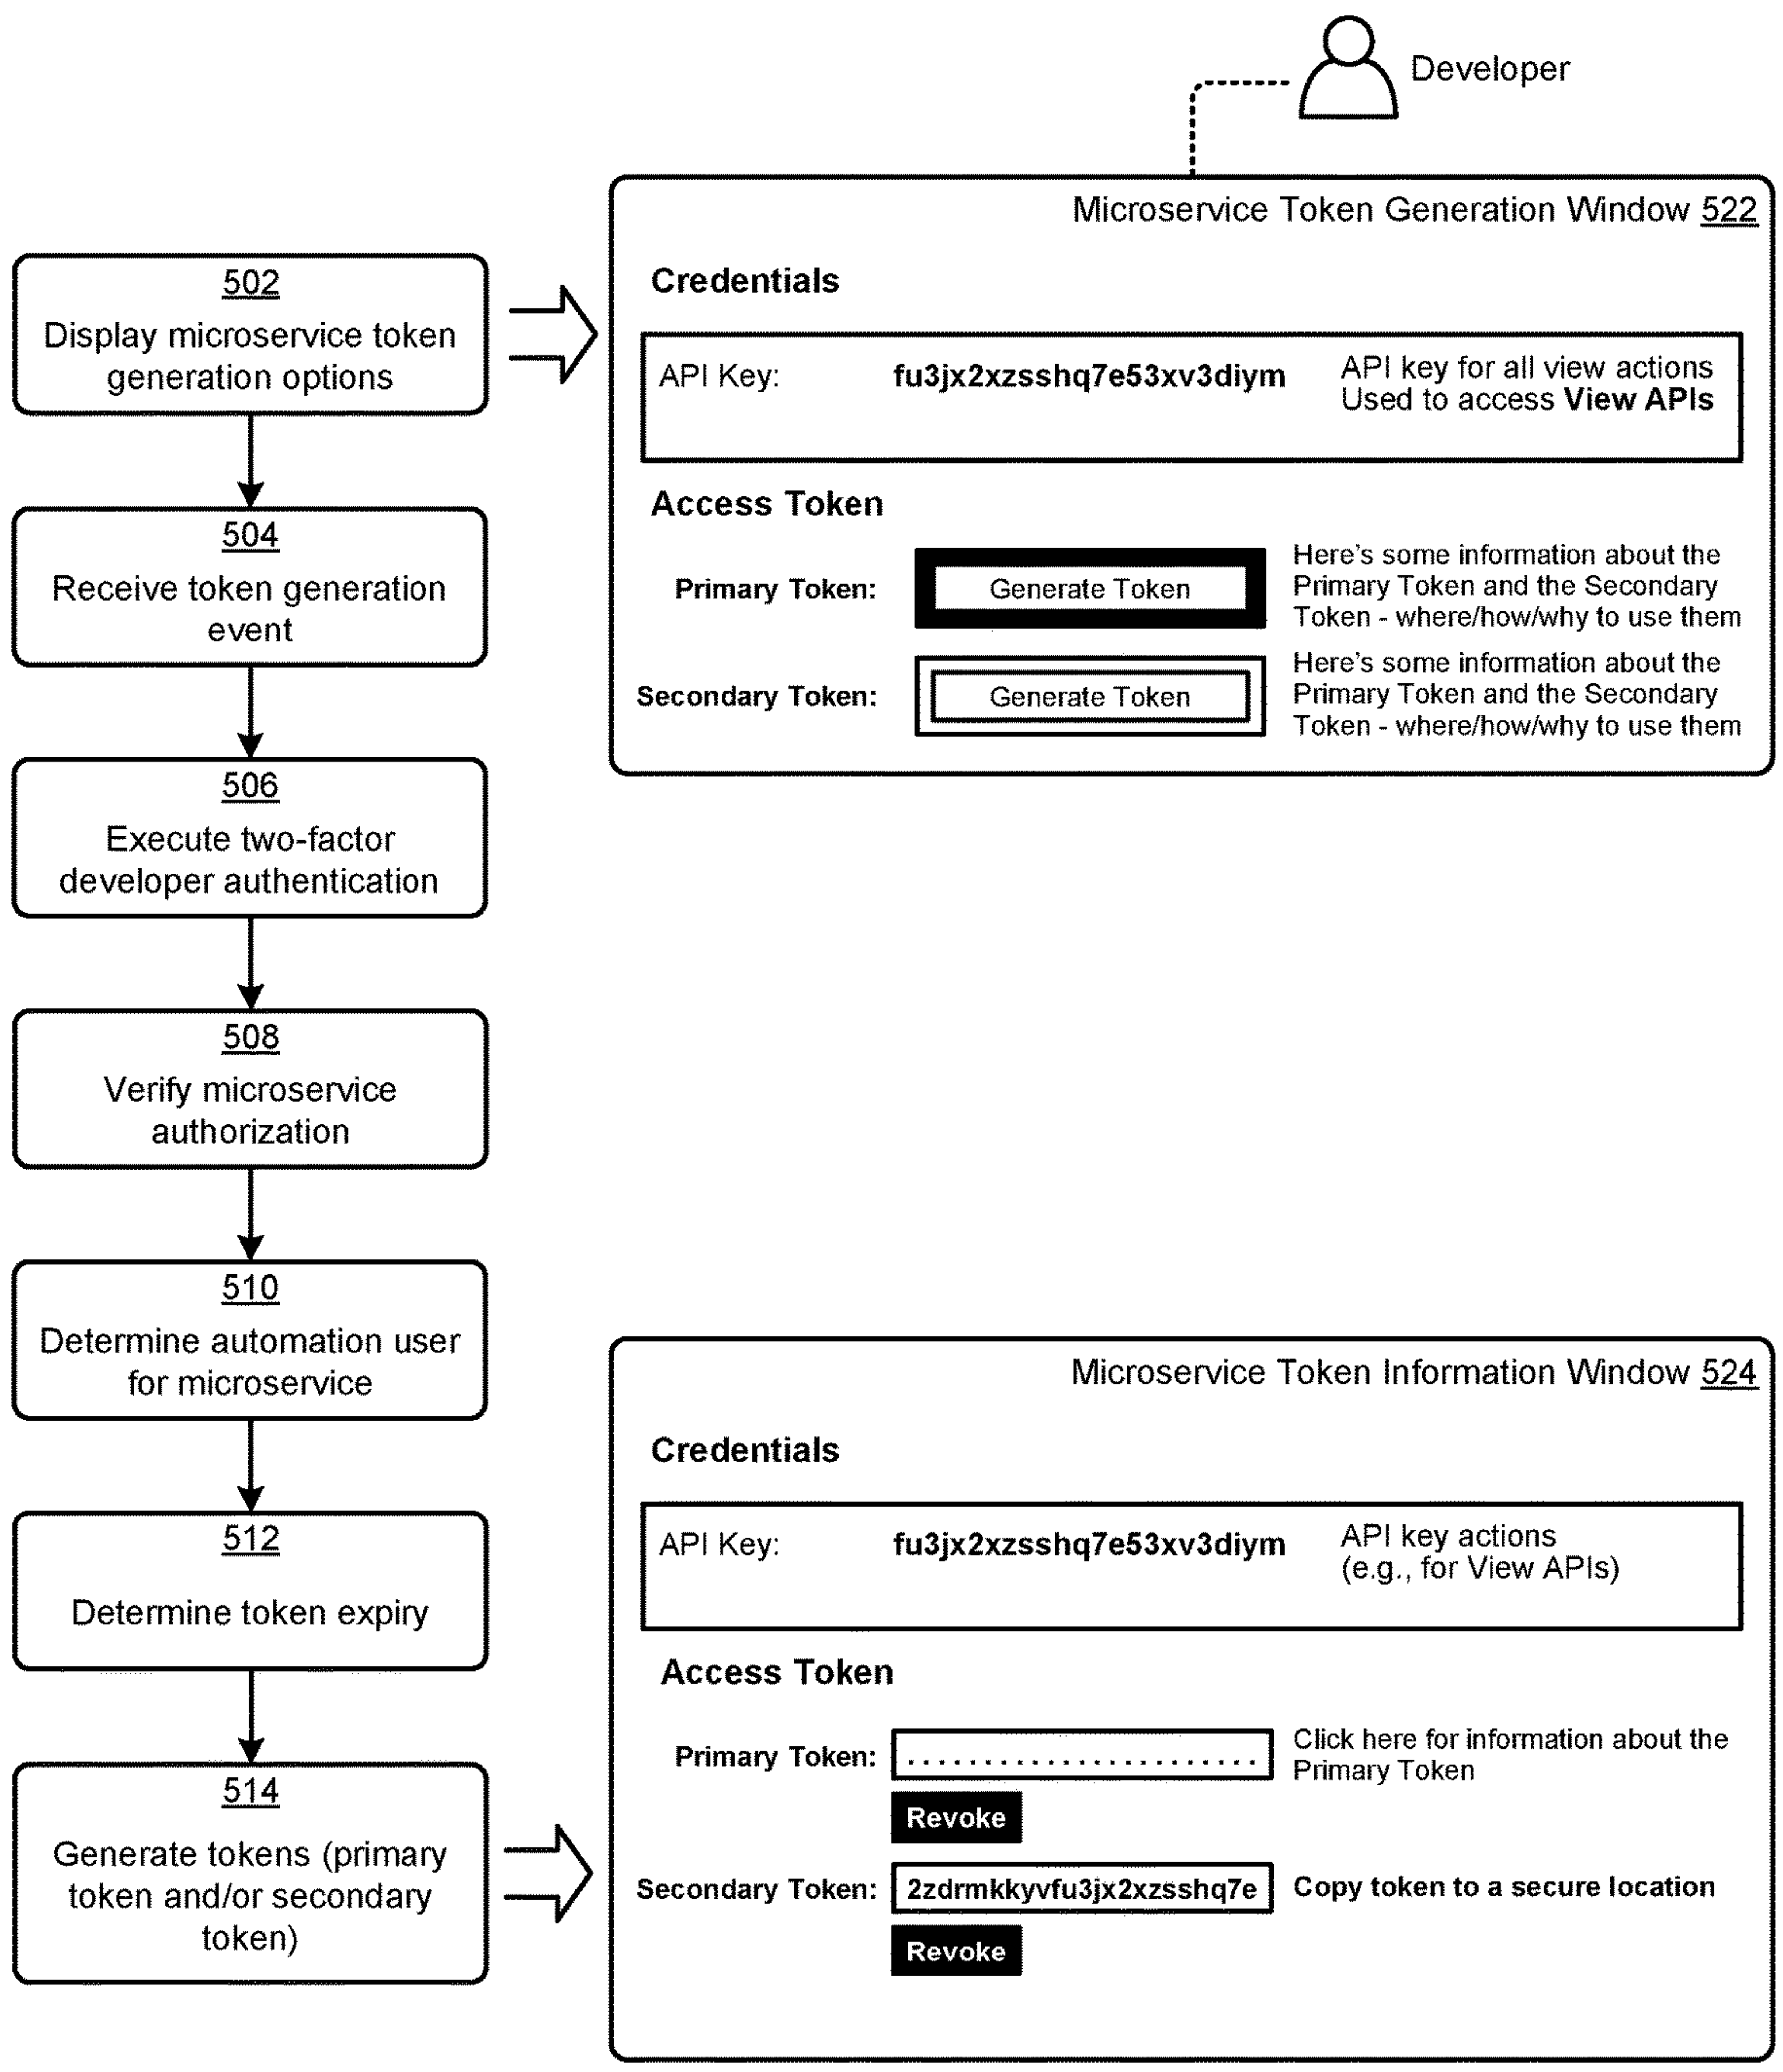 Developer
Microservice Token Generation Window 522
Credentials
API Key: fu3jx2xzsshq7e53xv3diym API key for all view actions
Used to access View APIs
Access Token
Primary Token: Generate Token
Here's some information about the
Primary Token and the Secondary
Token - where/how/why to use them
Secondary Token: Generate Token
Here's some information about the
Primary Token and the Secondary
Token - where/how/why to use them
502
Display microservice token
generation options
504
Receive token generation
event
506
Execute two-factor
developer authentication
508
Verify microservice
authorization
510
Determine automation user
for microservice
512
Determine token expiry
514
Generate tokens (primary
token and/or secondary
token)
Microservice Token Information Window 524
Credentials
API Key: fu3jx2xzsshq7e53xv3diym API key actions
(e.g., for View APIs)
Access Token
Primary Token: .......................
Click here for information about the
Primary Token
Revoke
Secondary Token: 2zdrmkkyvfu3jx2xzsshq7e Copy token to a secure location
Revoke